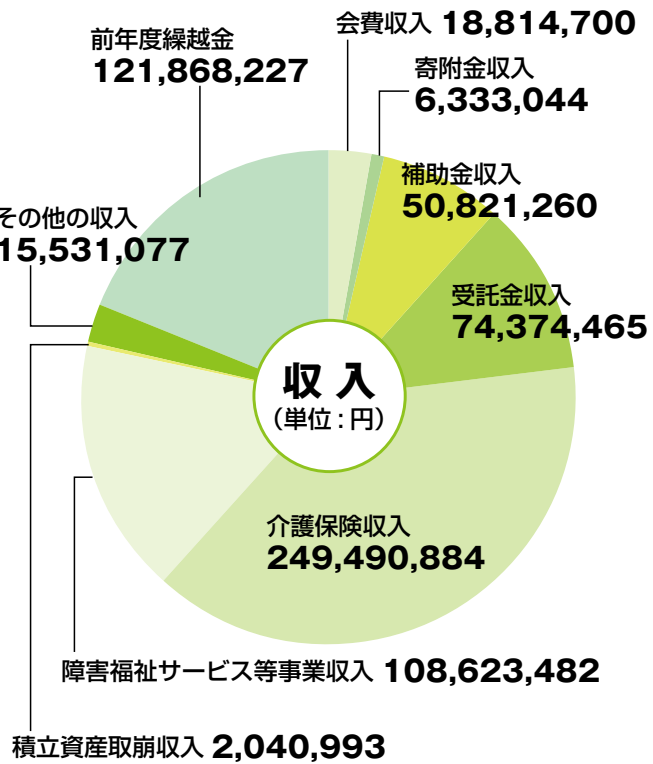 会費収入 18,814,700
前年度繰越金
121,868,227
寄附金収入
6,333,044
補助金収入
50,821,260
その他の収入
15,531,077
受託金収入
74,374,465
収入
（単位：円）
介護保険収入
249,490,884
障害福祉サービス等事業収入 108,623,482
積立資産取崩収入 2,040,993